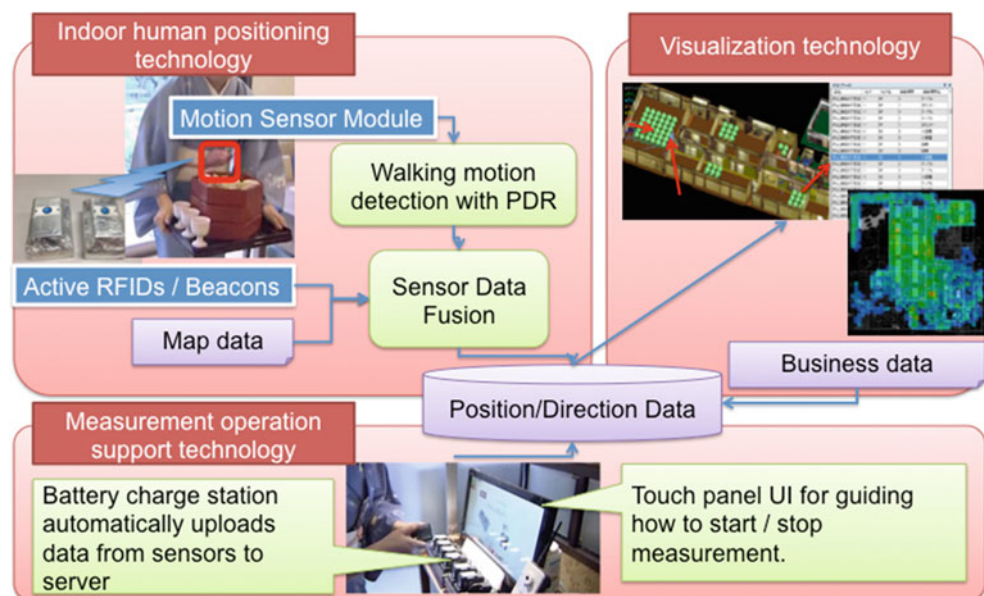 Indoor human positioning
technology
Motion Sensor Module
Walking motion
detection with PDR
Active RFIDs / Beacons
Sensor Data
Fusion
Map data
Visualization technology
Business data
Position/Direction Data
Measurement operation
support technology
Battery charge station
automatically uploads
data from sensors to
server
Touch panel UI for guiding
how to start / stop
measurement.